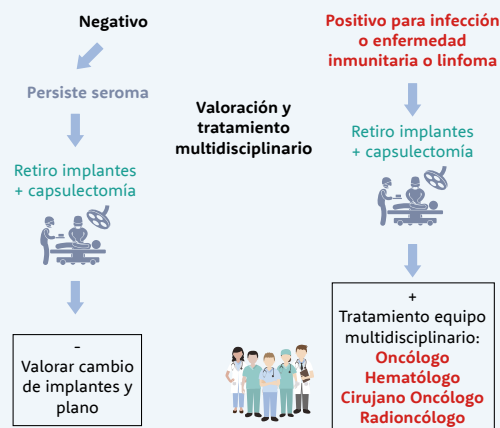 Negativo
Persiste seroma
Retiro implantes
+ capsulectomía
-
Valorar cambio
de implantes y
plano
Valoración y
tratamiento
multidisciplinario
Positivo para infección
o enfermedad
inmunitaria o linfoma
Retiro implantes
+ capsulectomía
+
Tratamiento equipo
multidisciplinario:
Oncólogo
Hematólogo
Cirujano Oncólogo
Radioncólogo